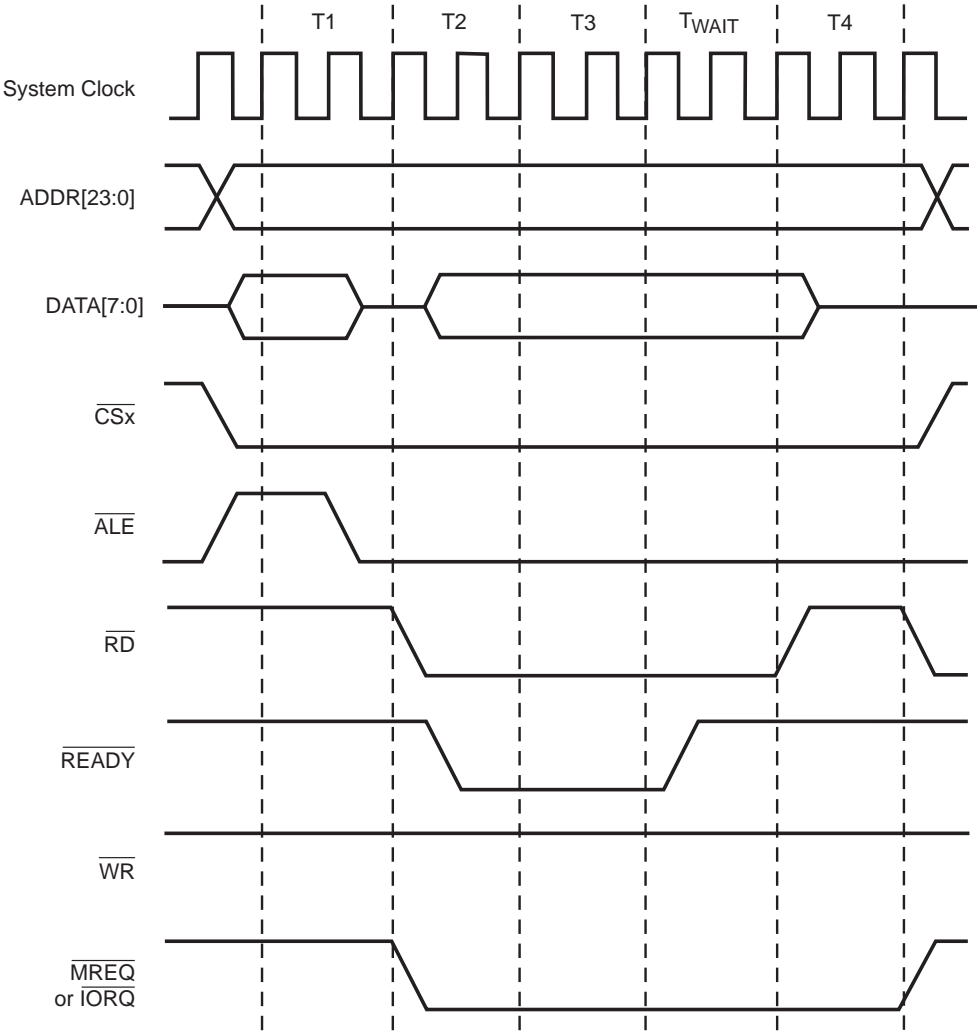 T1 T2 T3 TWAIT T4
System Clock
ADDR[23:0]
DATA[7:0]
CSx
ALE
RD
READY
WR
MREQ
or IORQ